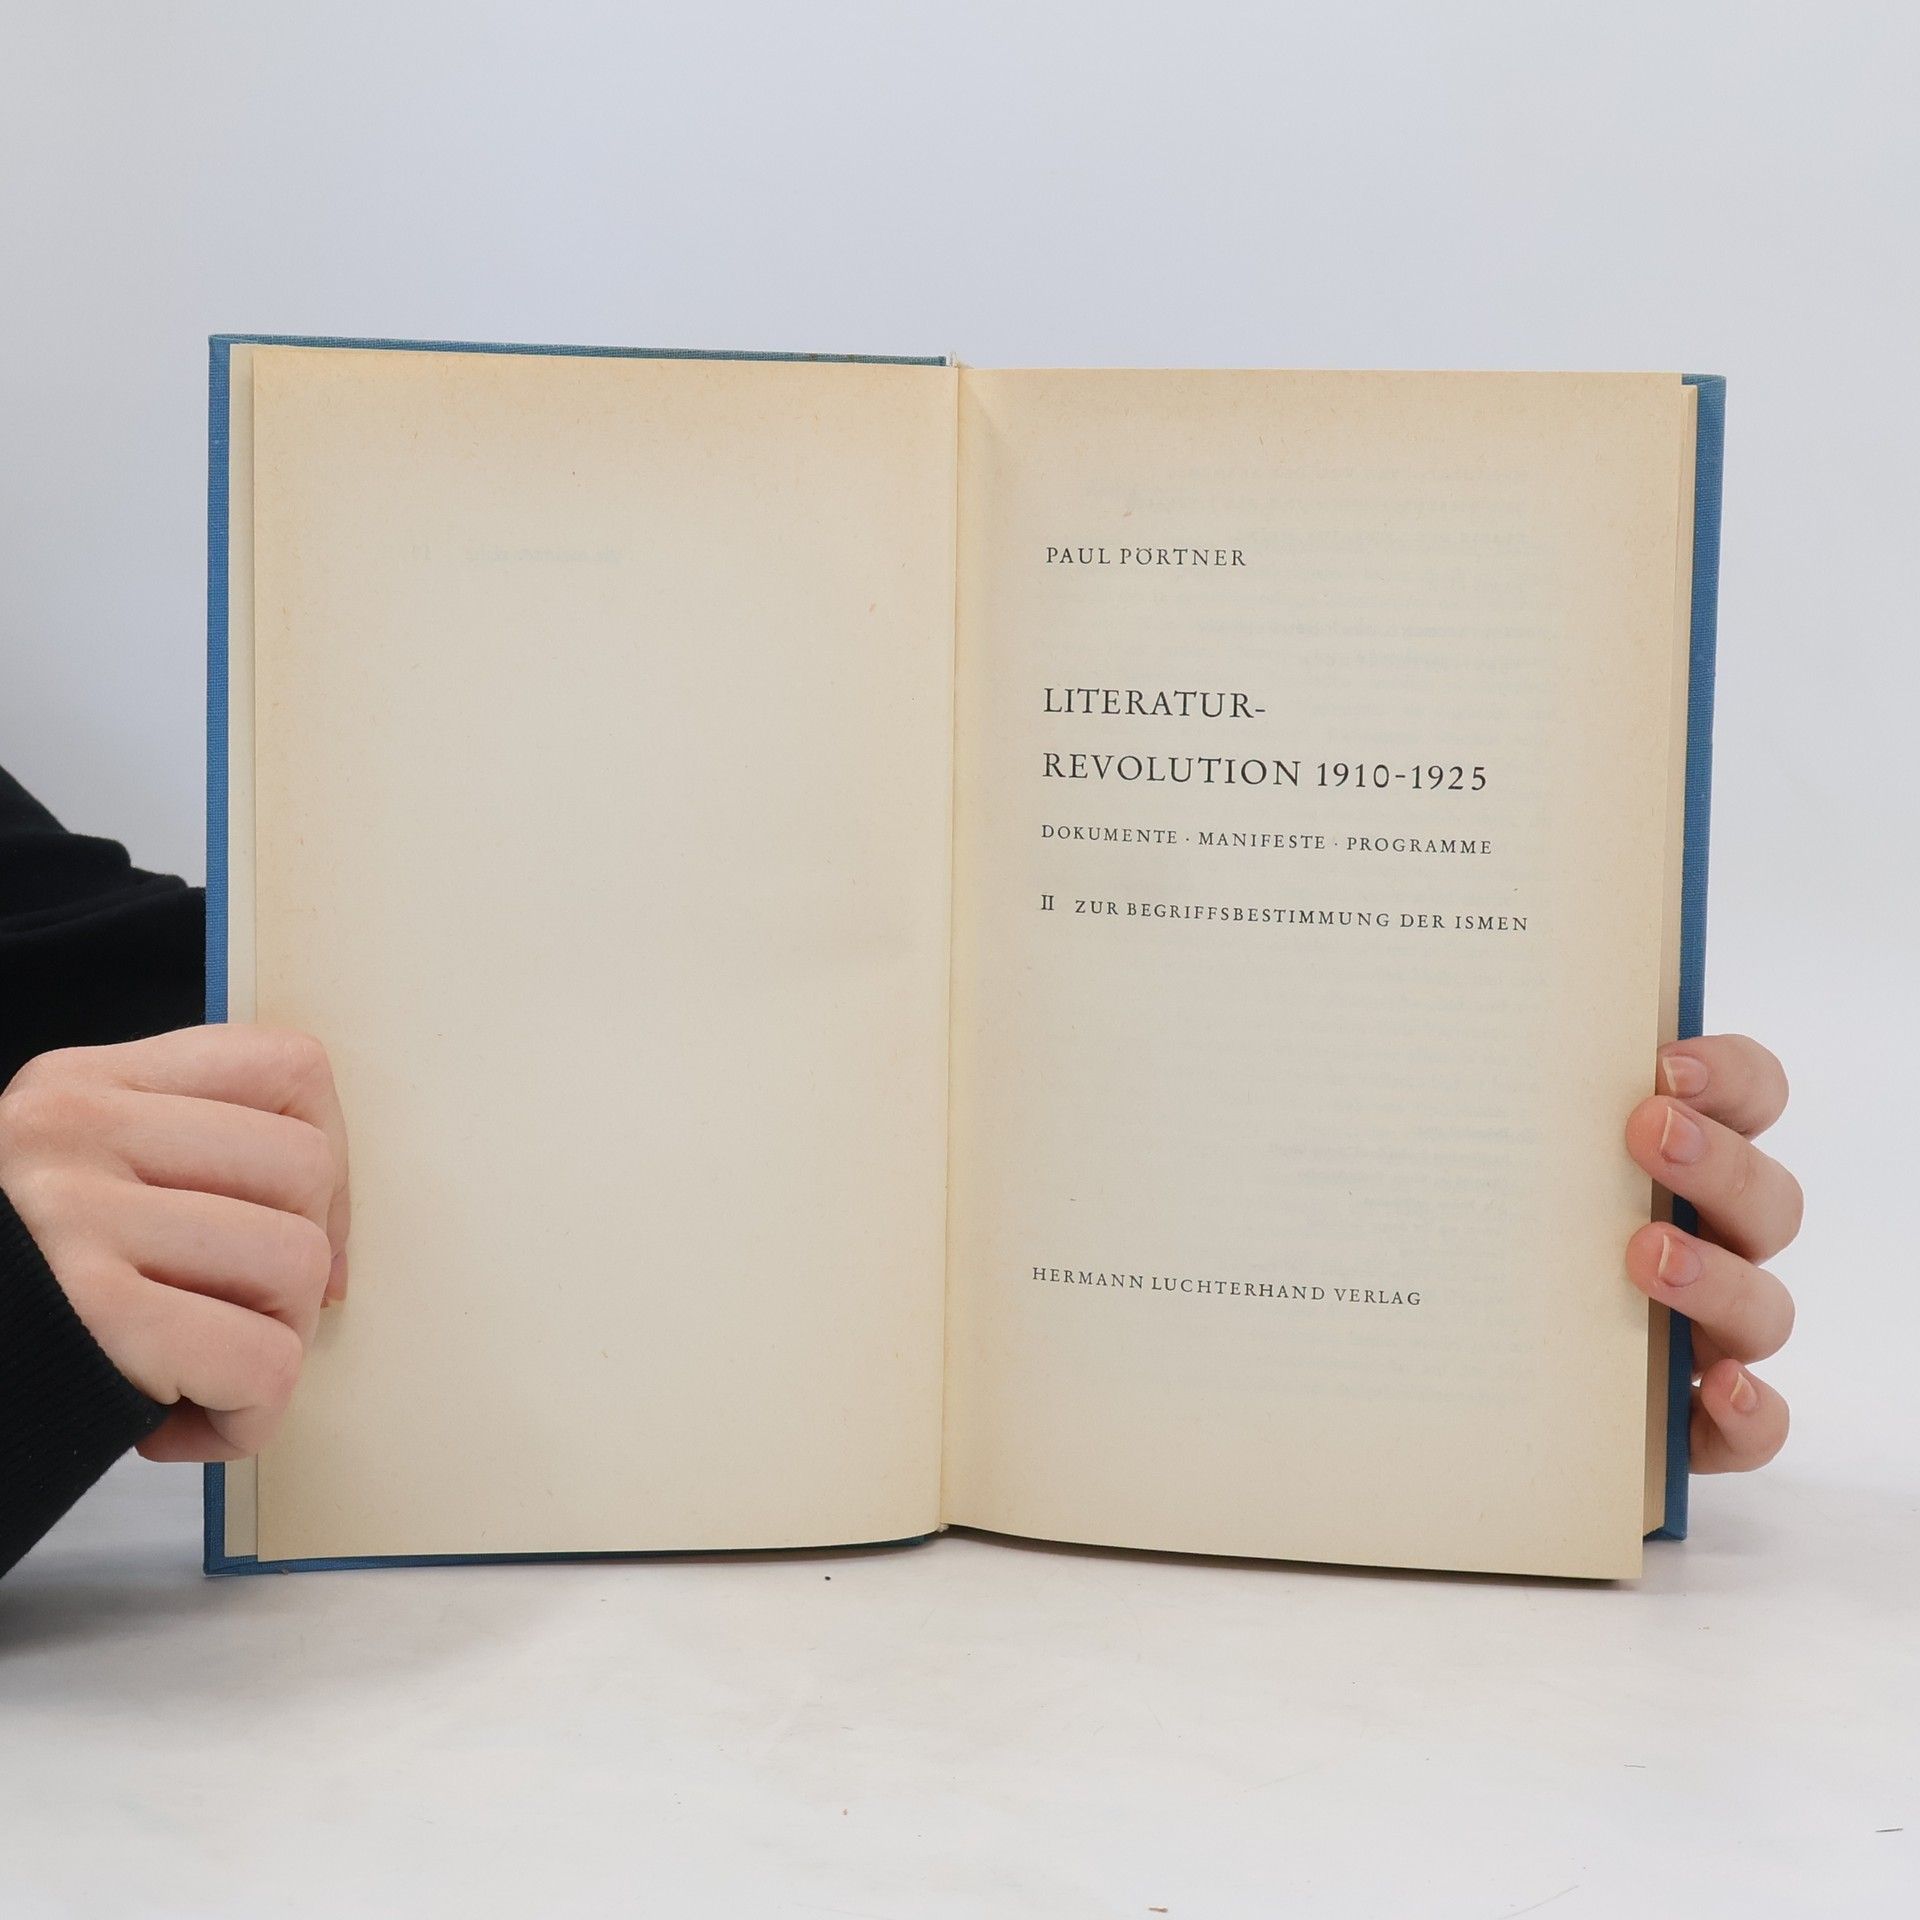 PAUL PÖRTNER
LITERATUR-
REVOLUTION 1910-1925
DOKUMENTE · MANIFESTE · PROGRAMME
II ZUR BEGRIFFSBESTIMMUNG DER ISMEN
HERMANN LUCHTERHAND VERLAG